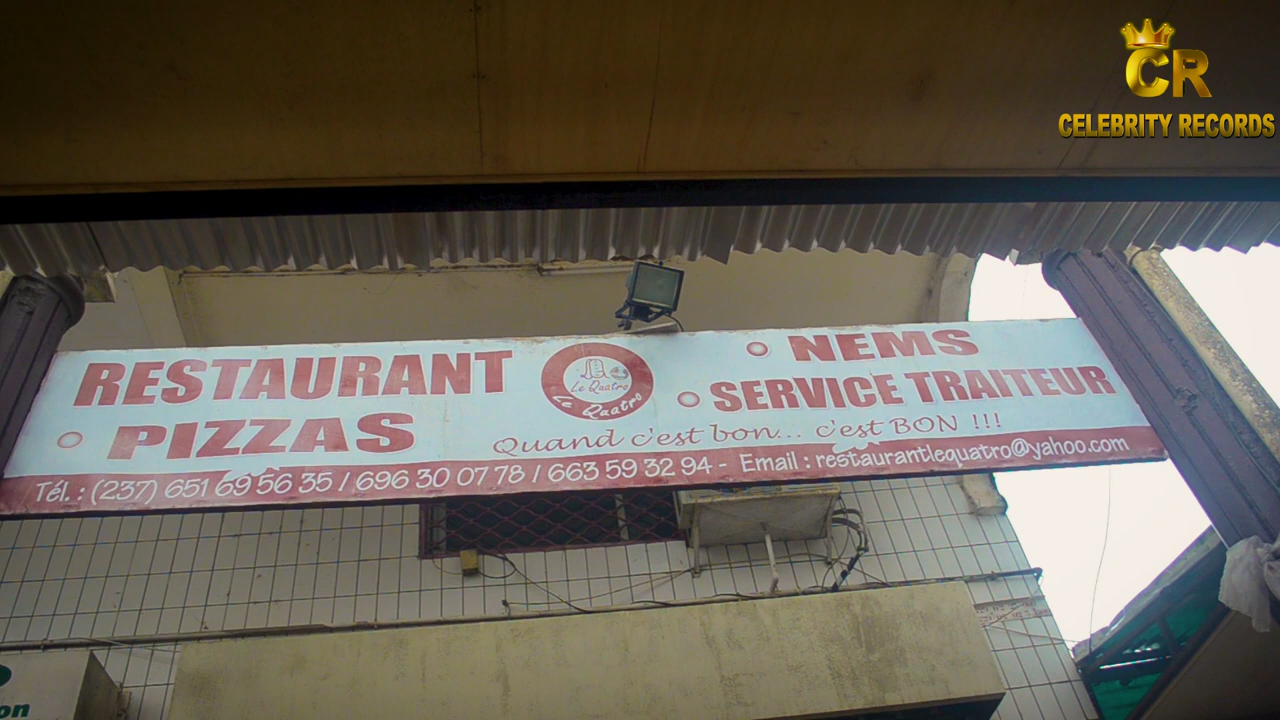 CR
CELEBRITY RECORDS
RESTAURANT
• PIZZAS
Le Quatro
Le Quatro
• NEMS
• SERVICE TRAITEUR
Quand c'est bon... c'est BON !!!
Tél. : (237) 651 69 56 35 / 696 30 07 78 / 663 59 32 94 - Email : restaurantlequatro@yahoo.com
on